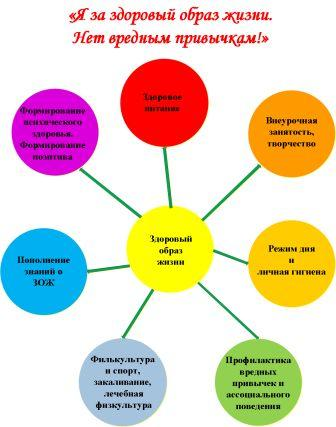 «Я за здоровый образ жизни.
Нет вредным привычкам!»
Здоровое
питание
Формирование
психического
здоровья.
Формирование
позитива
Внеурочная
занятость,
творчество
Здоровый
образ
жизни
Пополнение
знаний о
ЗОЖ
Режим дня
и
личная гигиена
Филькультура
и спорт,
закаливание,
лечебная
физкультура
Профилактика
вредных
привычек и
ассоциального
поведения